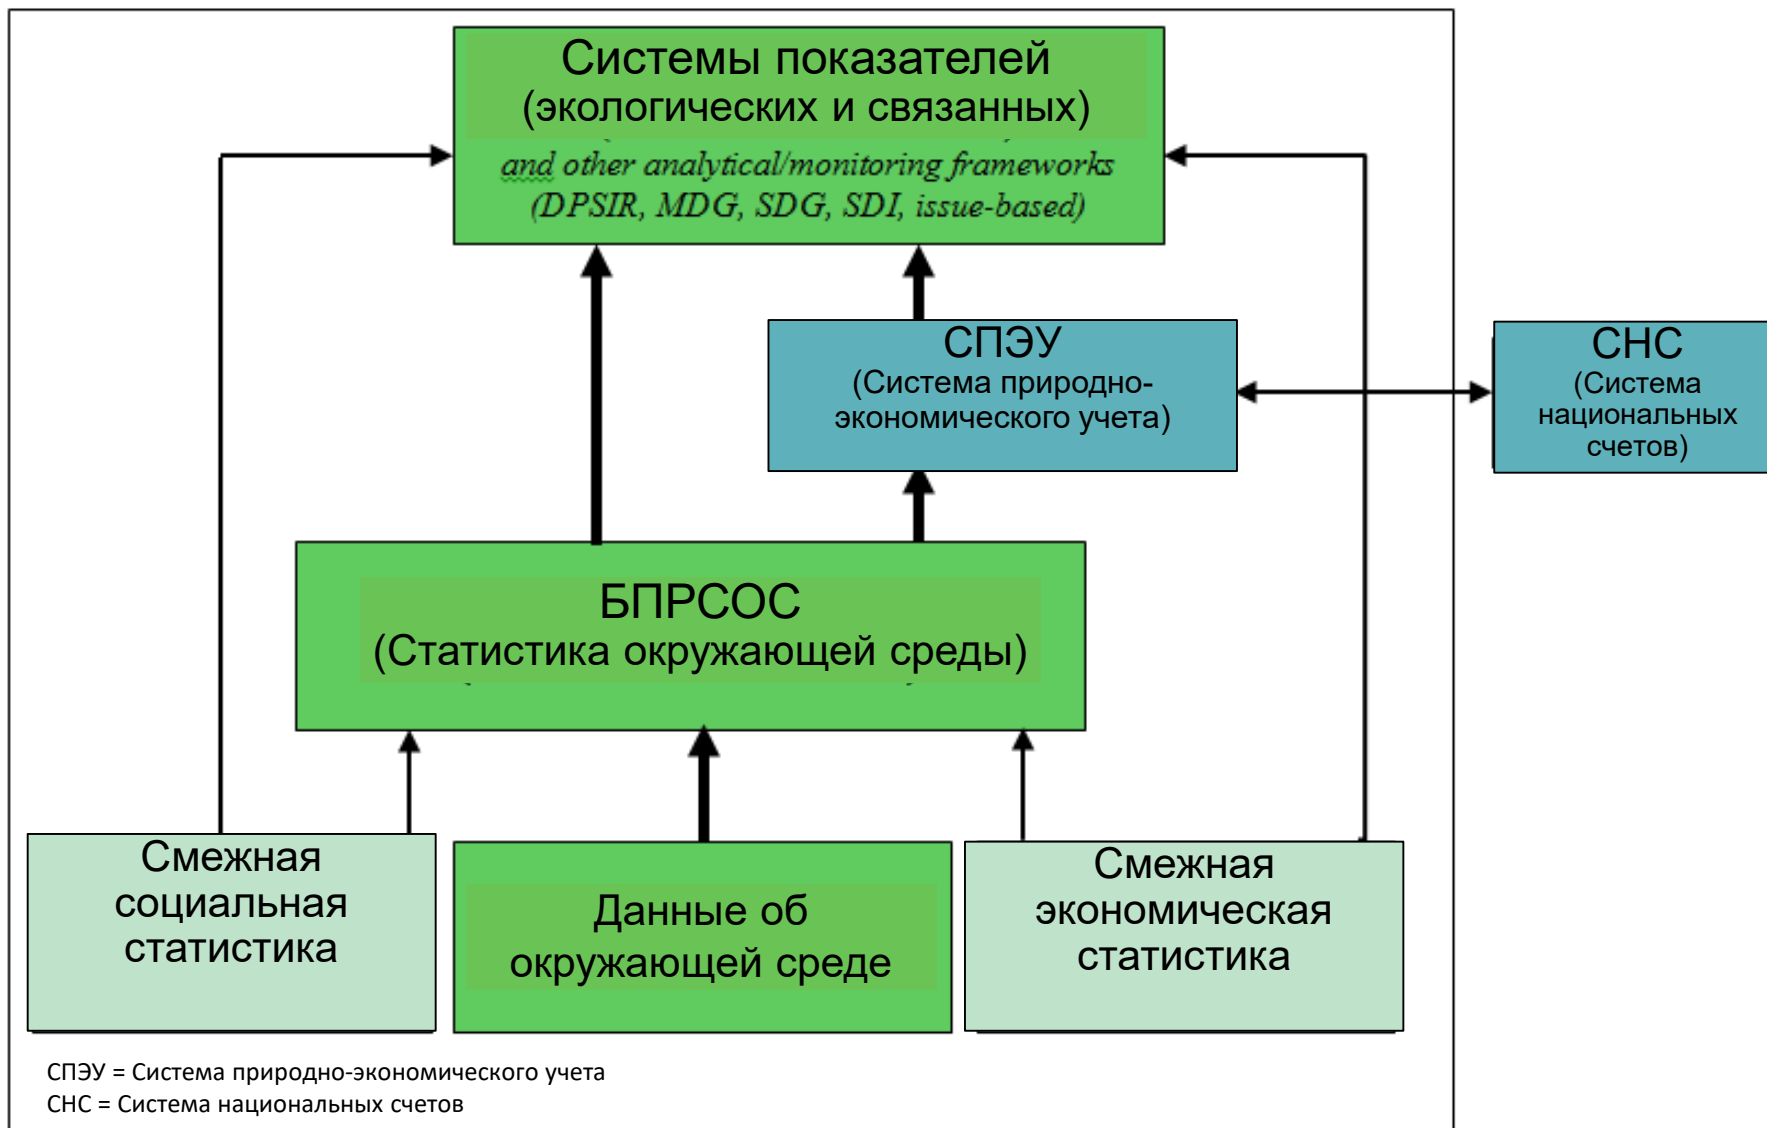 Системы показателей
(экологических и связанных)
and other analytical/monitoring frameworks
(DPSIR, MDG, SDG, SDI, issue-based)
СПЭУ
(Система природно-
экономического учета)
СНС
(Система
национальных
счетов)
БПРСОС
(Статистика окружающей среды)
Смежная
социальная
статистика
Данные об
окружающей среде
Смежная
экономическая
статистика
СПЭУ = Система природно-экономического учета
СНС = Система национальных счетов